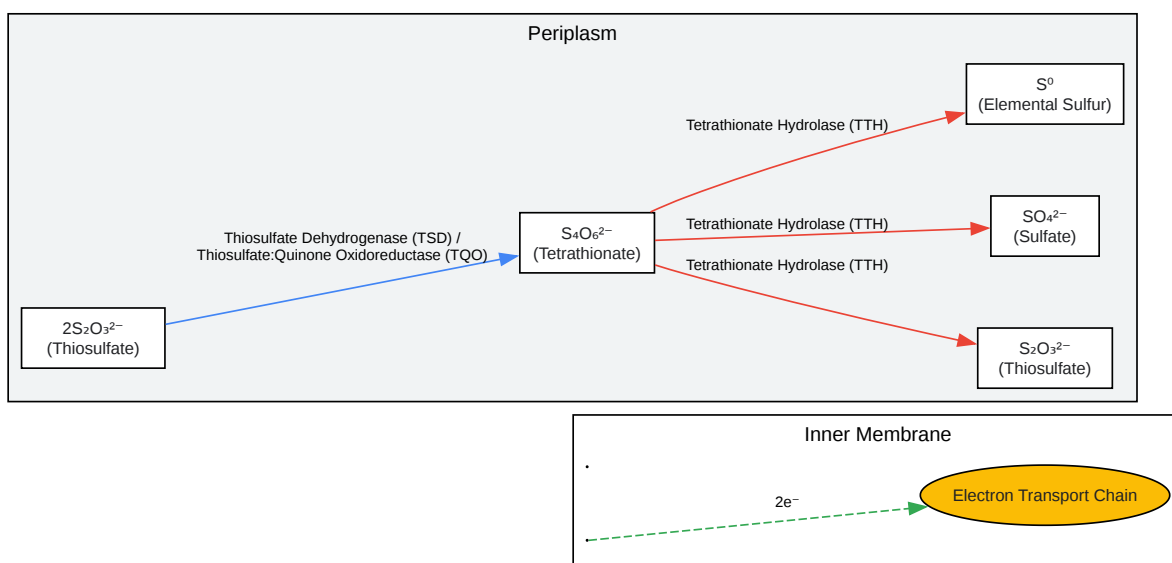 Periplasm
S⁰
(Elemental Sulfur)
Tetrathionate Hydrolase (TTH)
SO₄²⁻
(Sulfate)
Tetrathionate Hydrolase (TTH)
S₄O₆²⁻
(Tetrathionate)
Thiosulfate Dehydrogenase (TSD) /
Thiosulfate:Quinone Oxidoreductase (TQO)
Tetrathionate Hydrolase (TTH)
2S₂O₃²⁻
(Thiosulfate)
S₂O₃²⁻
(Thiosulfate)
Inner Membrane
2e⁻
Electron Transport Chain